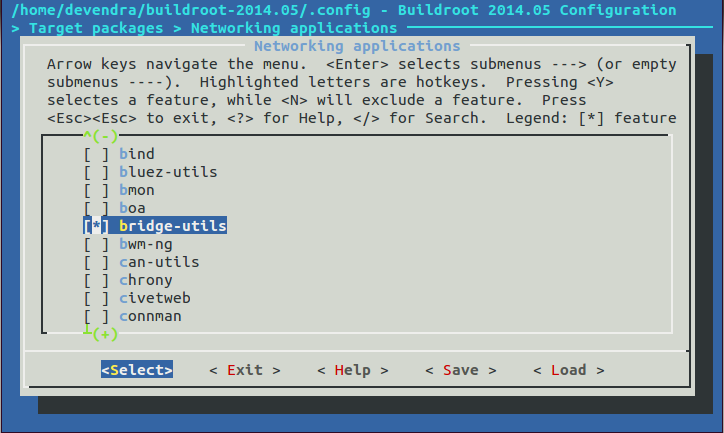 /home/devendra/buildroot-2014.05/.config - Buildroot 2014.05 Configuration
> Target packages > Networking applications
Networking applications
Arrow keys navigate the menu.  <Enter> selects submenus ---> (or empty
submenus ----).  Highlighted letters are hotkeys.  Pressing <Y>
selectes a feature, while <N> will exclude a feature.  Press
<Esc><Esc> to exit, <?> for Help, </> for Search.  Legend: [*] feature
^(-)
[ ] bind
[ ] bluez-utils
[ ] bmon
[ ] boa
[*] bridge-utils
[ ] bwm-ng
[ ] can-utils
[ ] chrony
[ ] civetweb
[ ] connman
┴(+)
<Select>    < Exit >    < Help >    < Save >    < Load >